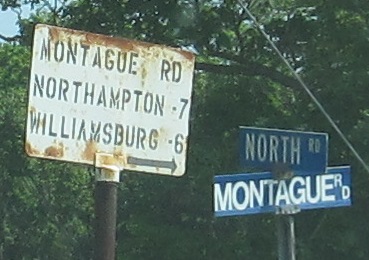 MONTAGUE RD
NORTHAMPTON -7
WILLIAMSBURG -6
NORTH RD
MONTAGUE RD